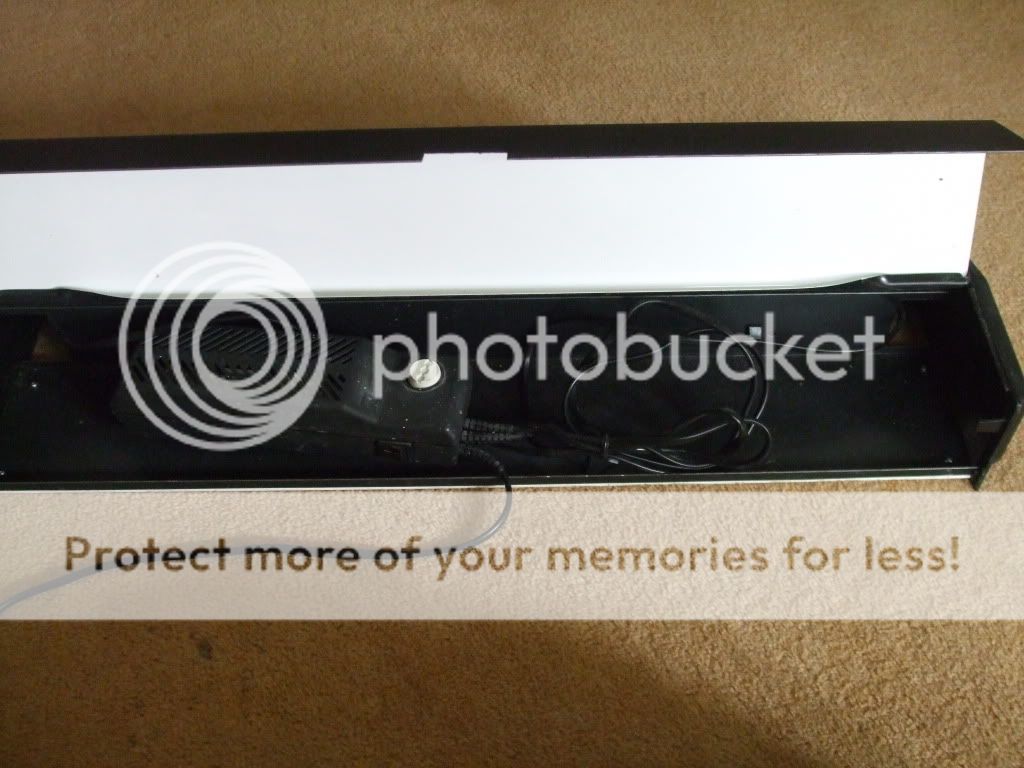 photobucket
Protect more of your memories for less!